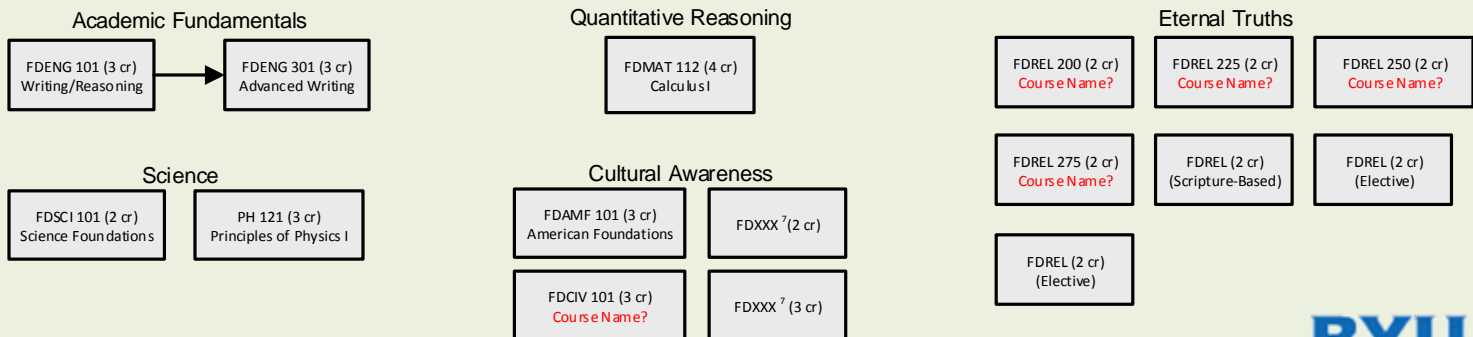 Academic Fundamentals
FDENG 101 (3 cr)
Writing/Reasoning
FDENG 301 (3 cr)
Advanced Writing
Science
FDSCI 101 (2 cr)
Science Foundations
PH 121 (3 cr)
Principles of Physics I
Quantitative Reasoning
FDMAT 112 (4 cr)
Calculus I
Cultural Awareness
FDAMF 101 (3 cr)
American Foundations
FDXXX 7 (2 cr)
FDCIV 101 (3 cr)
Course Name?
FDXXX 7 (3 cr)
Eternal Truths
FDREL 200 (2 cr)
Course Name?
FDREL 225 (2 cr)
Course Name?
FDREL 250 (2 cr)
Course Name?
FDREL 275 (2 cr)
Course Name?
FDREL (2 cr)
(Scripture-Based)
FDREL (2 cr)
(Elective)
FDREL (2 cr)
(Elective)
BYU